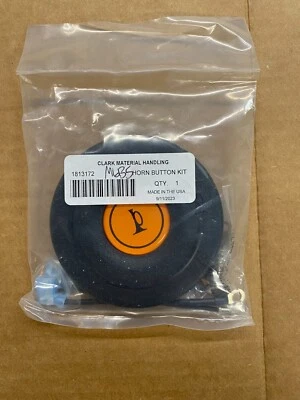 CLARK MATERIAL HANDLING
1813172 HORN BUTTON KIT
QTY 1
MADE IN THE USA
9/11/2023